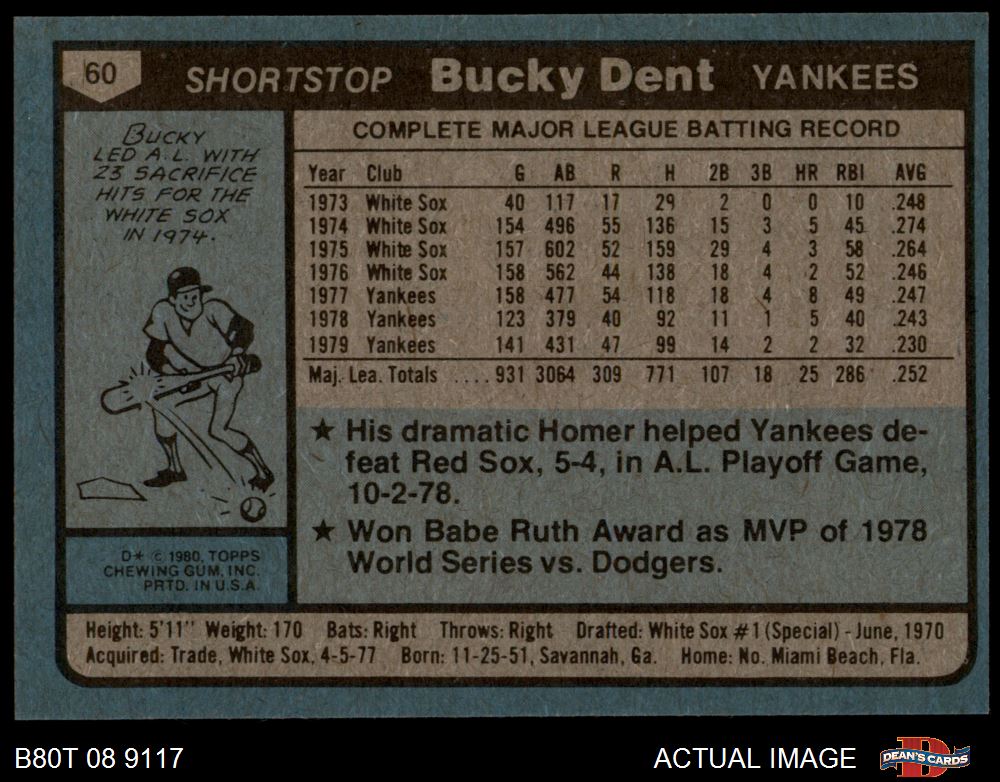 60
SHORTSTOP Bucky Dent YANKEES
BUCKY
LED A.L. WITH
23 SACRIFICE
HITS FOR THE
WHITE SOX
IN 1974.
COMPLETE MAJOR LEAGUE BATTING RECORD
Year Club G AB R H 2B 3B HR RBI AVG
1973 White Sox 40 117 17 29 2 0 0 10 .248
1974 White Sox 154 496 55 136 15 3 5 45 .274
1975 White Sox 157 602 52 159 29 4 3 58 .264
1976 White Sox 158 562 44 138 18 4 2 52 .246
1977 Yankees 158 477 54 118 18 4 8 49 .247
1978 Yankees 123 379 40 92 11 1 5 40 .243
1979 Yankees 141 431 47 99 14 2 2 32 .230
Maj. Lea. Totals ....931 3064 309 771 107 18 25 286 .252
★ His dramatic Homer helped Yankees de-
feat Red Sox, 5-4, in A.L. Playoff Game,
10-2-78.
★ Won Babe Ruth Award as MVP of 1978
World Series vs. Dodgers.
D* © 1980, TOPPS
CHEWING GUM, INC.
PRTD. IN U.S.A.
Height: 5'11" Weight: 170 Bats: Right Throws: Right Drafted: White Sox #1 (Special) - June, 1970
Acquired: Trade, White Sox, 4-5-77 Born: 11-25-51, Savannah, Ga. Home: No. Miami Beach, Fla.
B80T 08 9117
ACTUAL IMAGE
D
DEAN'S CARDS